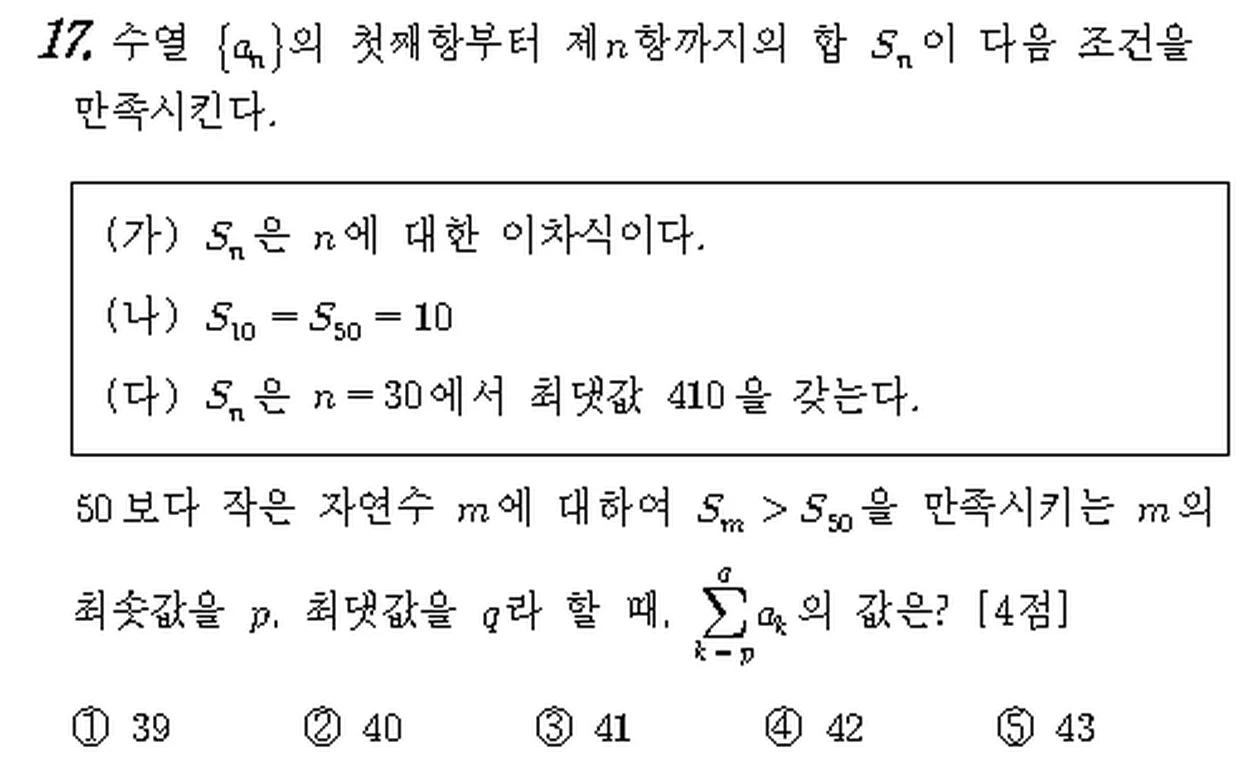 17. 수열 {aₙ}의 첫째항부터 제n항까지의 합 Sₙ이 다음 조건을
만족시킨다.
(가) Sₙ은 n에 대한 이차식이다.
(나) S₁₀ = S₅₀ = 10
(다) Sₙ은 n = 30에서 최댓값 410을 갖는다.
50보다 작은 자연수 m에 대하여 Sₘ > S₅₀을 만족시키는 m의
최솟값을 p, 최댓값을 q라 할 때, \sum_{k=p}^{q} a_k의 값은? [4점]
① 39 ② 40 ③ 41 ④ 42 ⑤ 43